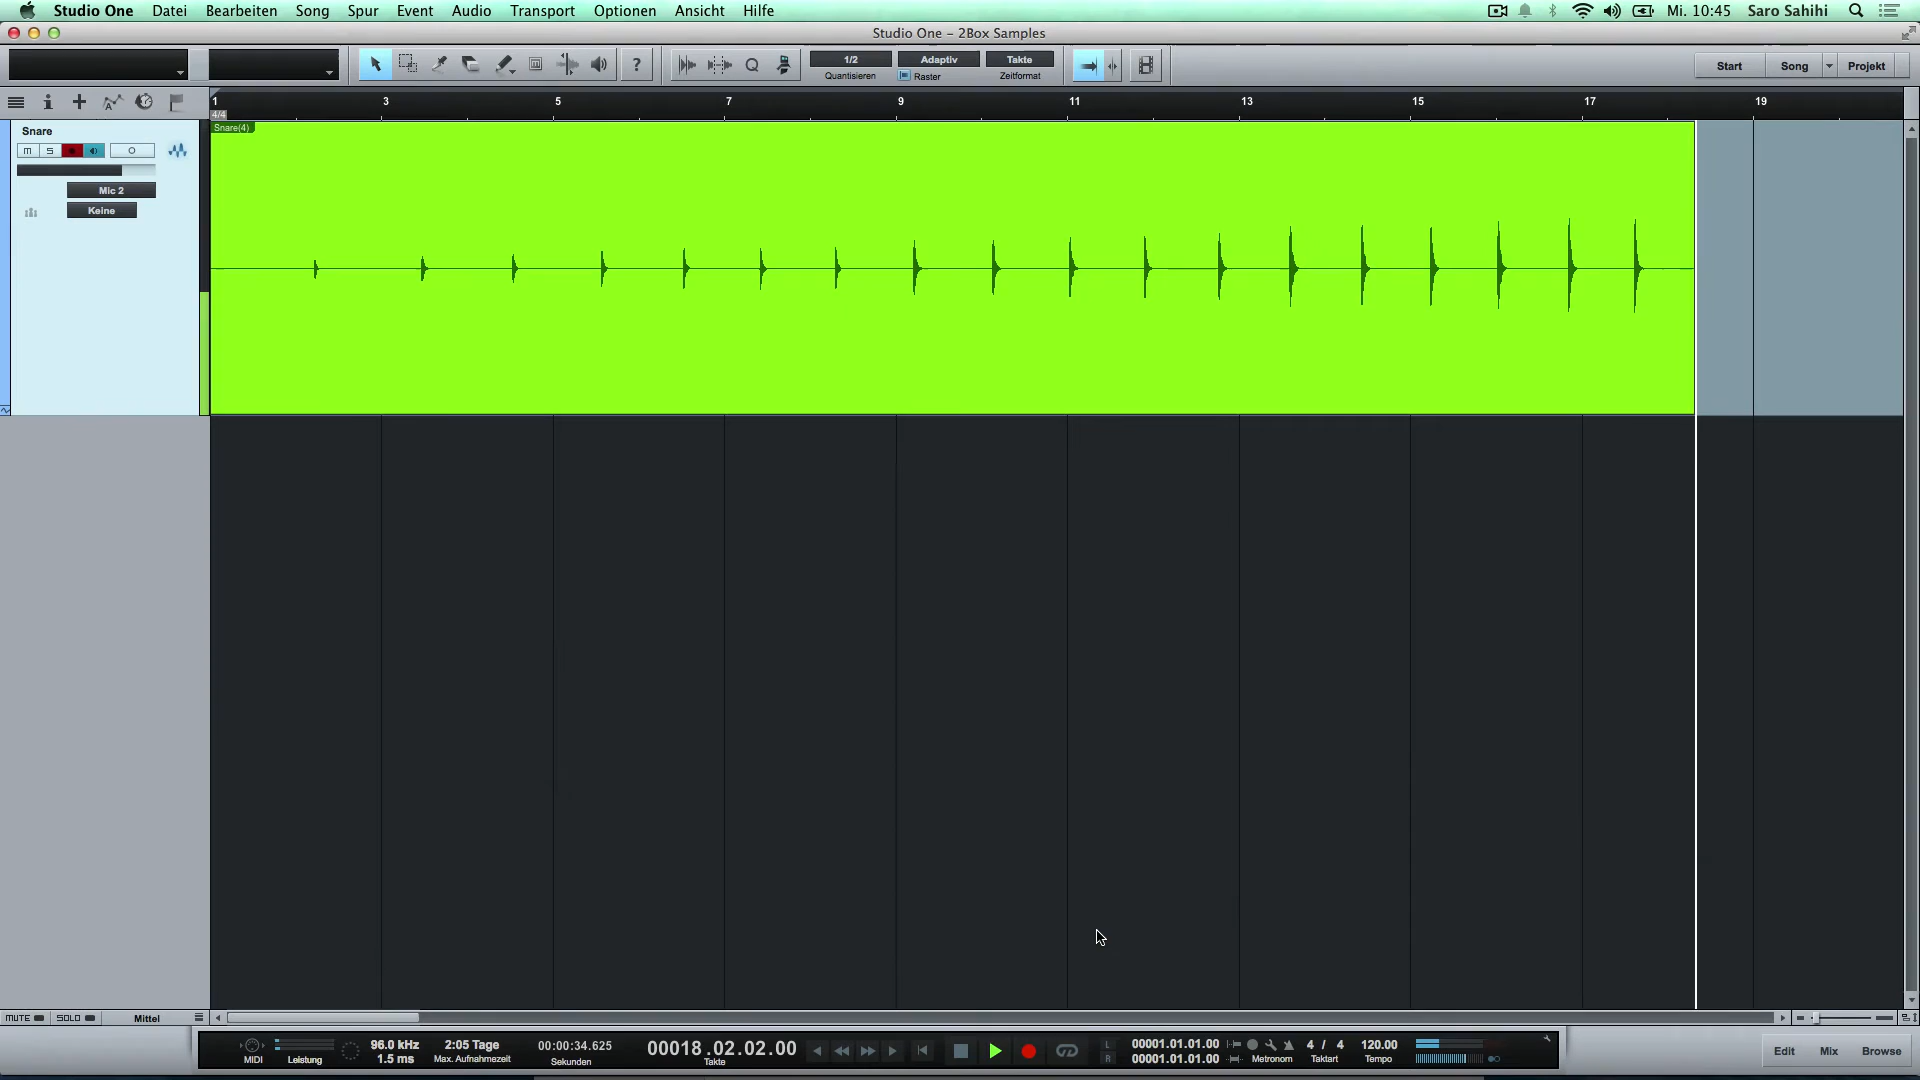 Studio One Datei Bearbeiten Song Spur Event Audio Transport Optionen Ansicht Hilfe Mi. 10:45 Saro Sahihi
Studio One - 2Box Samples
? Q 1/2 Adaptiv Takte Start Song Projekt
Quantisieren Raster Zeitformat
1 3 5 7 9 11 13 15 17 19
4/4
Snare(4)
Snare
M S
Mic 2
Keine
MUTE SOLO Mittel
MIDI Leistung
96.0 kHz
1.5 ms
2:05 Tage
Max. Aufnahmezeit
00:00:34.625
Sekunden
00018.02.02.00
Takte
L 00001.01.01.00
R 00001.01.01.00
Metronom
4 / 4
Taktart
120.00
Tempo
Edit Mix Browse